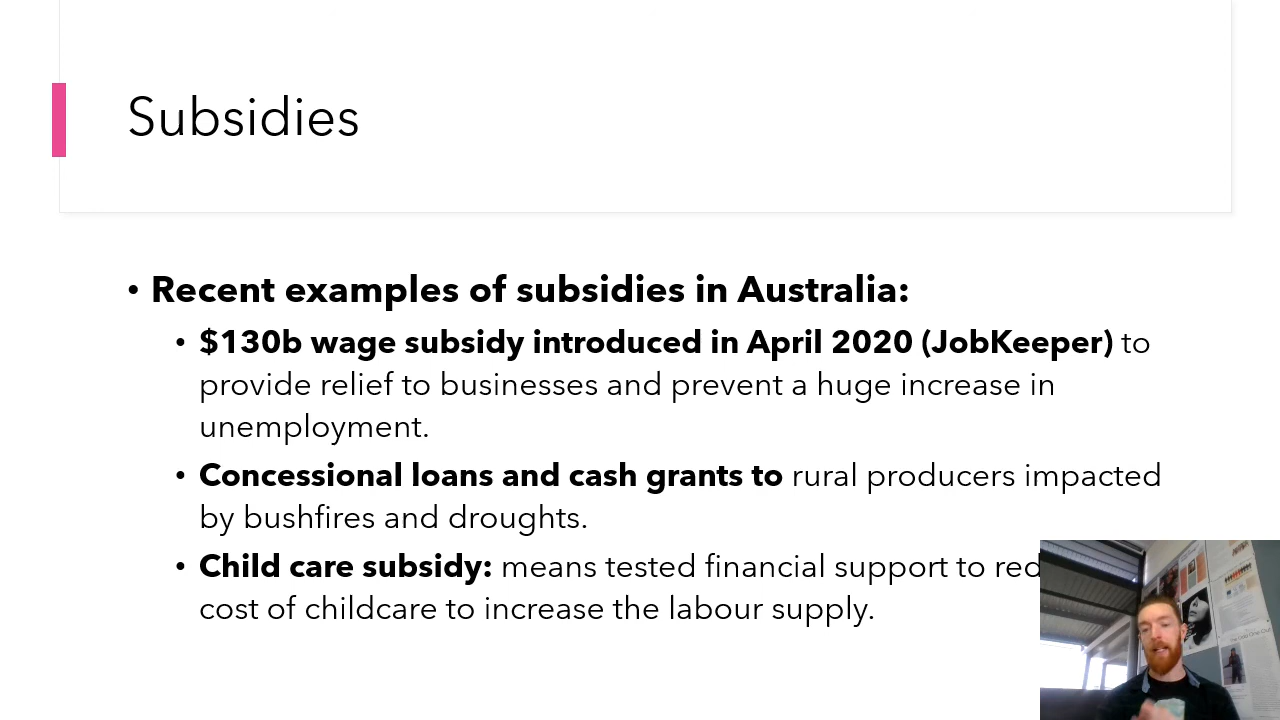 Subsidies
• Recent examples of subsidies in Australia:
• $130b wage subsidy introduced in April 2020 (JobKeeper) to
provide relief to businesses and prevent a huge increase in
unemployment.
• Concessional loans and cash grants to rural producers impacted
by bushfires and droughts.
• Child care subsidy: means tested financial support to red
cost of childcare to increase the labour supply.